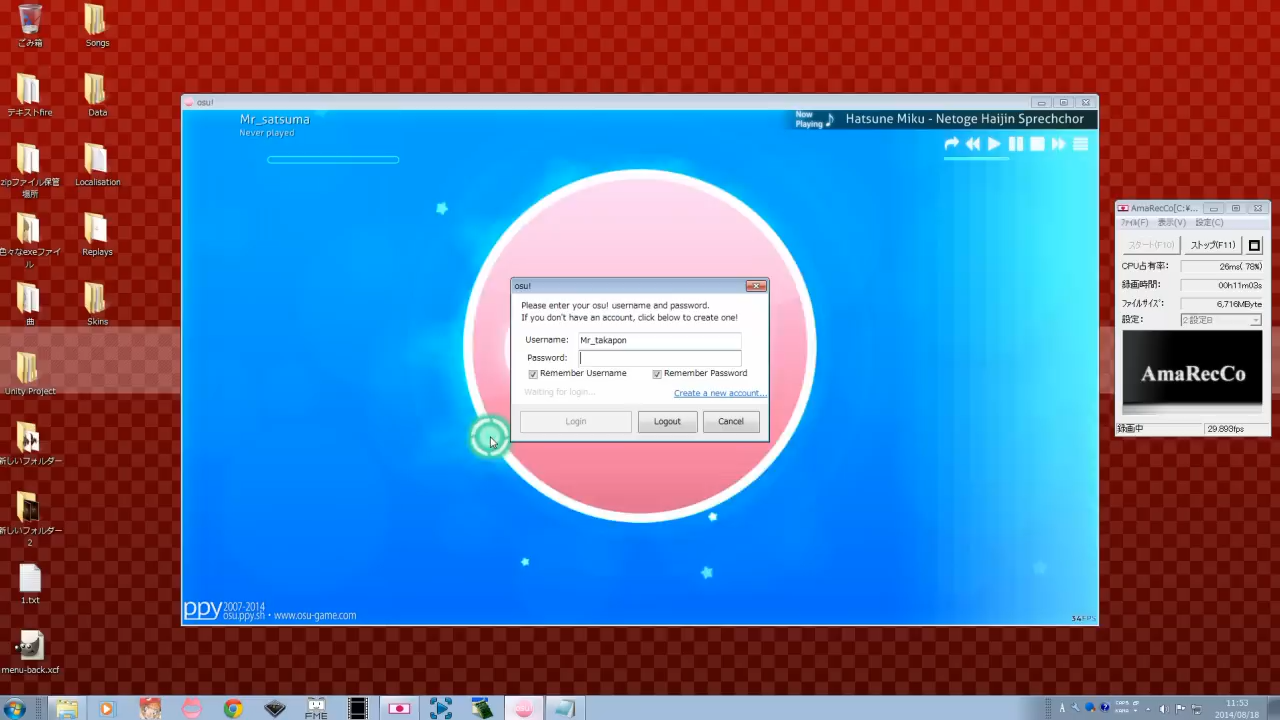 ごみ箱
Songs
テキストfire
Data
zipファイル保管
場所
Localisation
色々なexeファイ
ル
Replays
曲
Skins
Unity Project
新しいフォルダー
新しいフォルダー
2
1.txt
menu-back.xcf
osu!
Mr_satsuma
Never played
Now
Playing
Hatsune Miku - Netoge Haijin Sprechchor
osu!
Please enter your osu! username and password.
If you don't have an account, click below to create one!
Username:
Mr_takapon
Password:
Remember Username
Remember Password
Waiting for login...
Create a new account...
Login
Logout
Cancel
ppy
2007-2014
osu.ppy.sh • www.osu-game.com
34FPS
AmaRecCo[C:¥...
ファイル(F) 表示(V) 設定(C)
スタート(F10)
ストップ(F11)
CPU占有率:
26ms( 78%)
録画時間:
00h11m03s
ファイルサイズ:
6,716MByte
設定:
2:設定B
AmaRecCo
録画中
29.893fps
FME
A
11:53
2014/08/18